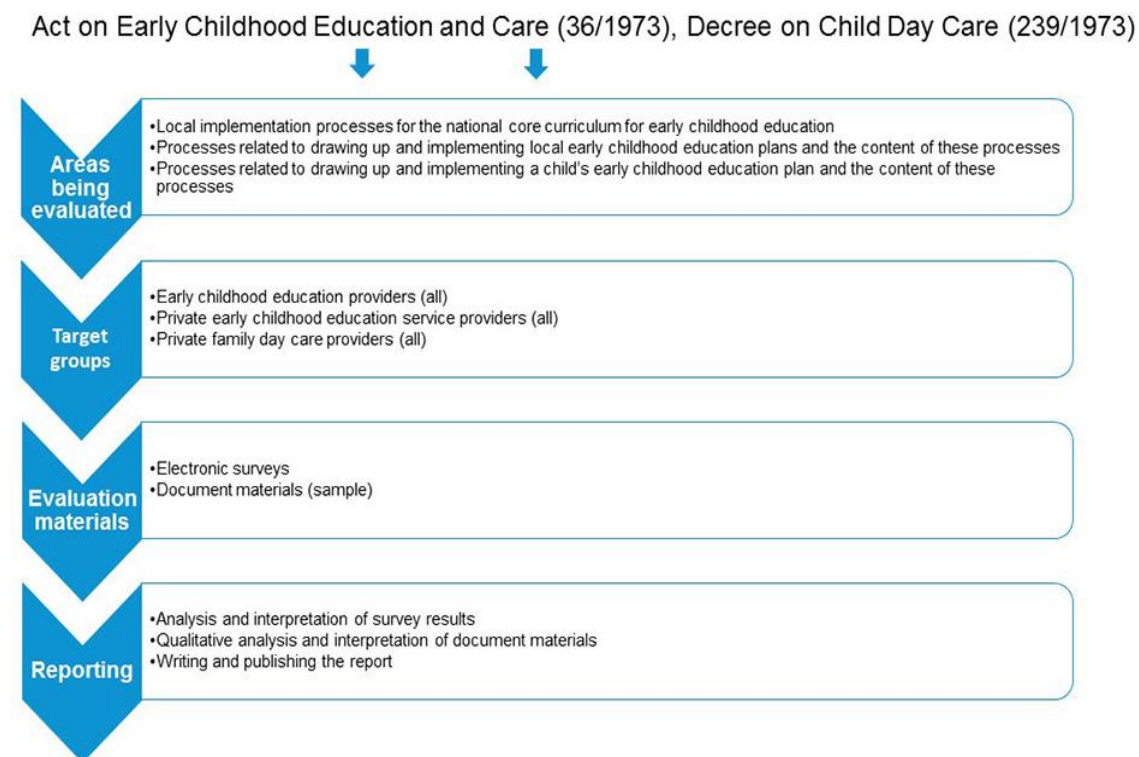 Act on Early Childhood Education and Care (36/1973), Decree on Child Day Care (239/1973)
Areas
being
evaluated
•Local implementation processes for the national core curriculum for early childhood education
•Processes related to drawing up and implementing local early childhood education plans and the content of these processes
•Processes related to drawing up and implementing a child's early childhood education plan and the content of these
processes
Target
groups
•Early childhood education providers (all)
•Private early childhood education service providers (all)
•Private family day care providers (all)
Evaluation
materials
•Electronic surveys
•Document materials (sample)
Reporting
•Analysis and interpretation of survey results
•Qualitative analysis and interpretation of document materials
•Writing and publishing the report